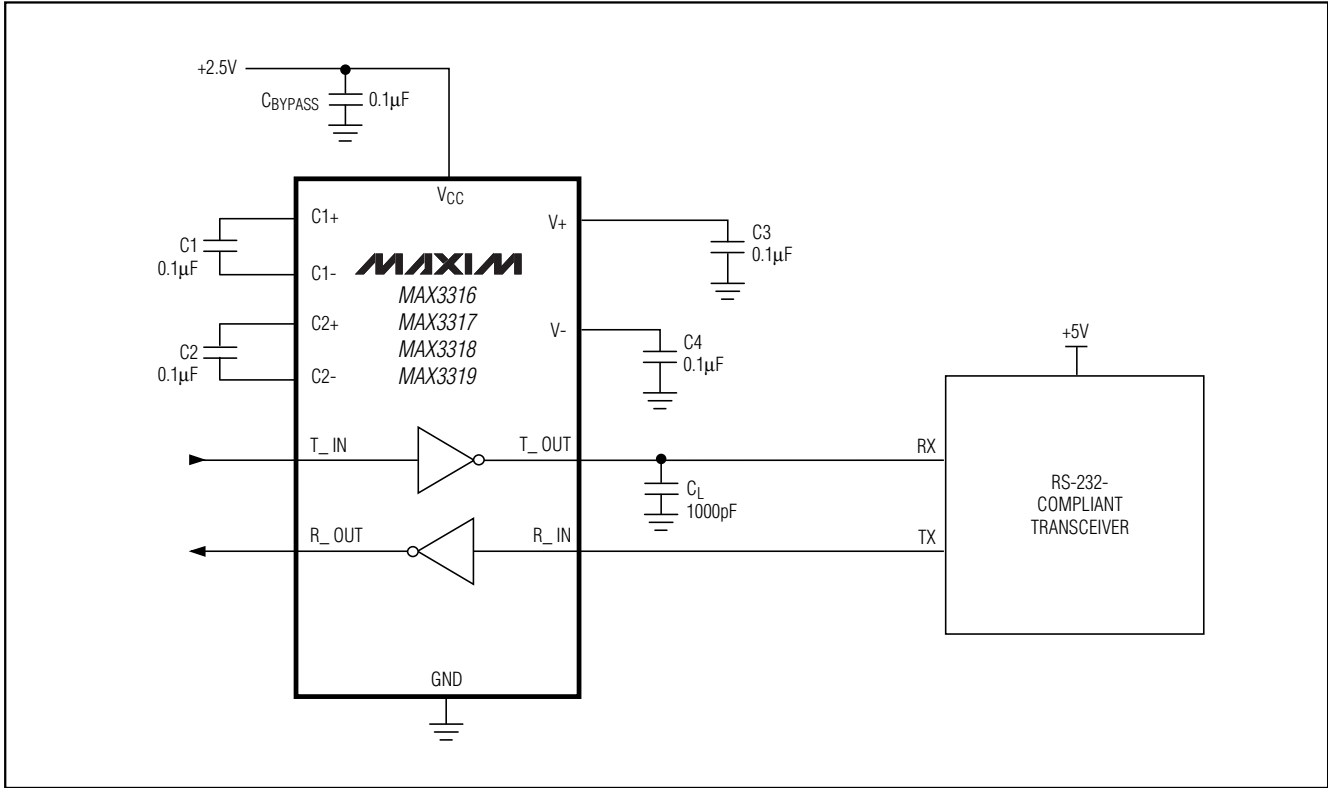 +2.5V
CBYPASS
0.1µF
VCC
C1+
V+
C1
0.1µF
C3
0.1µF
C1-
MAXIM
MAX3316
MAX3317
MAX3318
MAX3319
C2+
V-
C2
0.1µF
C4
0.1µF
C2-
+5V
T_ IN
T_ OUT
RX
CL
1000pF
RS-232-
COMPLIANT
TRANSCEIVER
R_ OUT
R_ IN
TX
GND